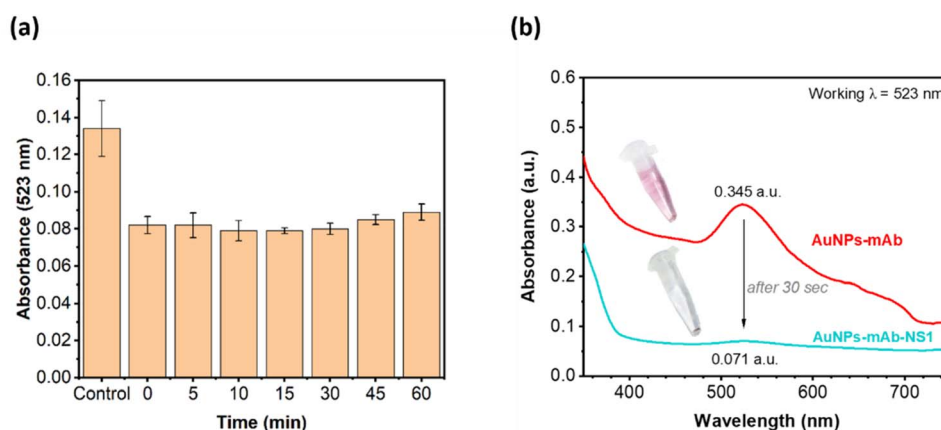 (a)
0.16
0.14
0.12
0.10
0.08
0.06
0.04
0.02
0.00
Absorbance (523 nm)
Control 0 5 10 15 30 45 60
Time (min)
(b)
0.6
0.5
0.4
0.3
0.2
0.1
0.0
Absorbance (a.u.)
Working λ = 523 nm
0.345 a.u.
AuNPs-mAb
after 30 sec
AuNPs-mAb-NS1
0.071 a.u.
400 500 600 700
Wavelength (nm)